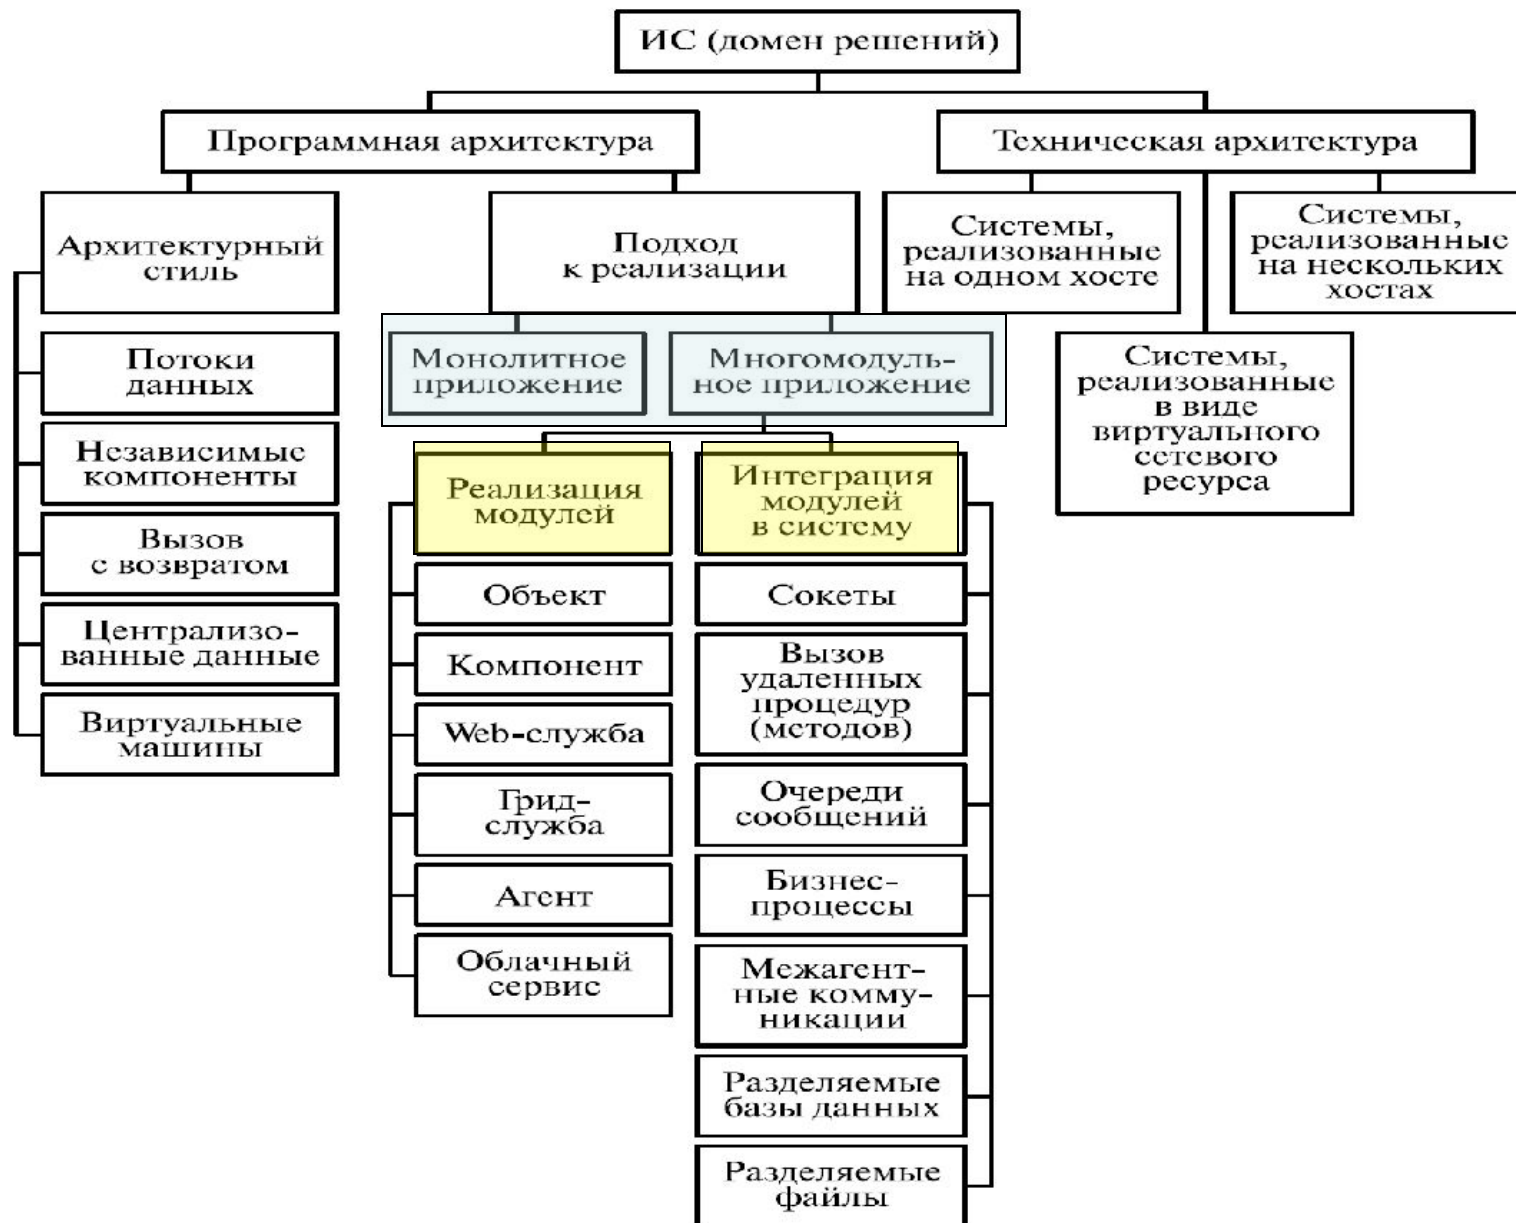 ИС (домен решений)
Программная архитектура
Техническая архитектура
Архитектурный
стиль
Подход
к реализации
Системы,
реализованные
на одном хосте
Системы,
реализованные
на нескольких
хостах
Потоки
данных
Независимые
компоненты
Вызов
с возвратом
Централизо-
ванные данные
Виртуальные
машины
Монолитное
приложение
Многомодуль-
ное приложение
Системы,
реализованные
в виде
виртуального
сетевого
ресурса
Реализация
модулей
Объект
Компонент
Web-служба
Грид-
служба
Агент
Облачный
сервис
Интеграция
модулей
в систему
Сокеты
Вызов
удаленных
процедур
(методов)
Очереди
сообщений
Бизнес-
процессы
Межагент-
ные комму-
никации
Разделяемые
базы данных
Разделяемые
файлы